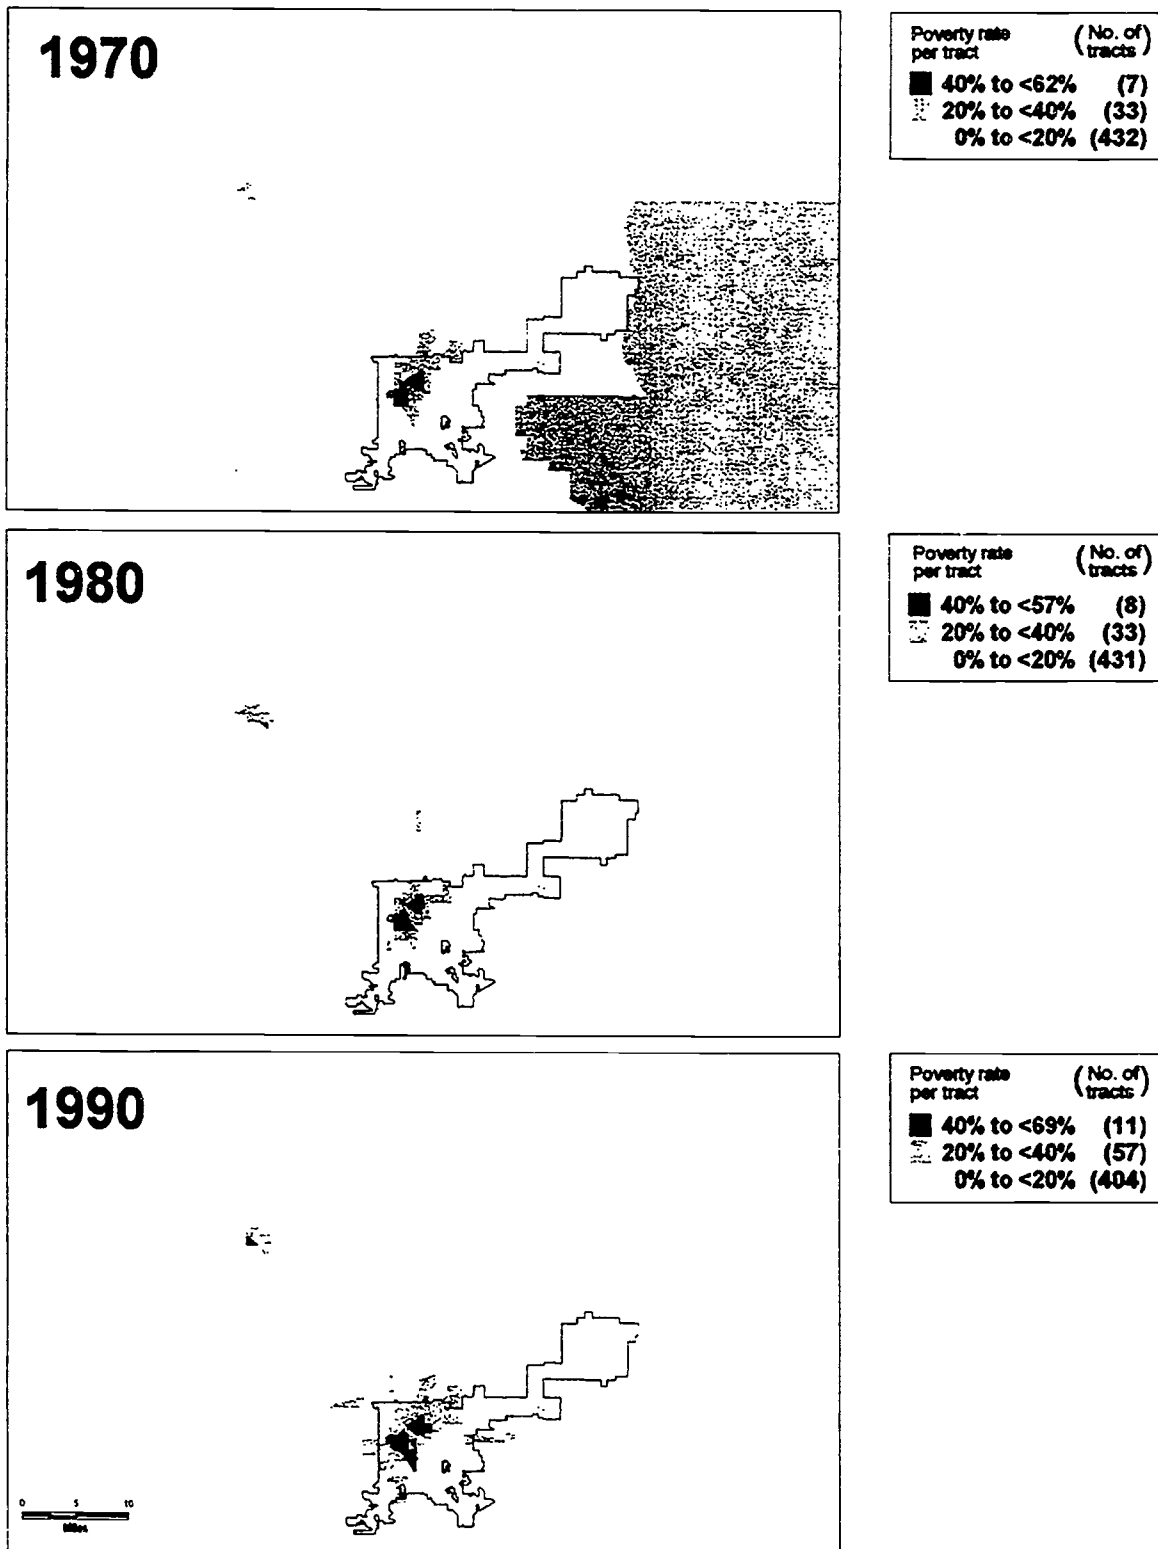 1970
Poverty rate per tract (No. of tracts)
40% to <62% (7)
20% to <40% (33)
0% to <20% (432)
1980
Poverty rate per tract (No. of tracts)
40% to <57% (8)
20% to <40% (33)
0% to <20% (431)
1990
Poverty rate per tract (No. of tracts)
40% to <69% (11)
20% to <40% (57)
0% to <20% (404)
0 5 10
Miles